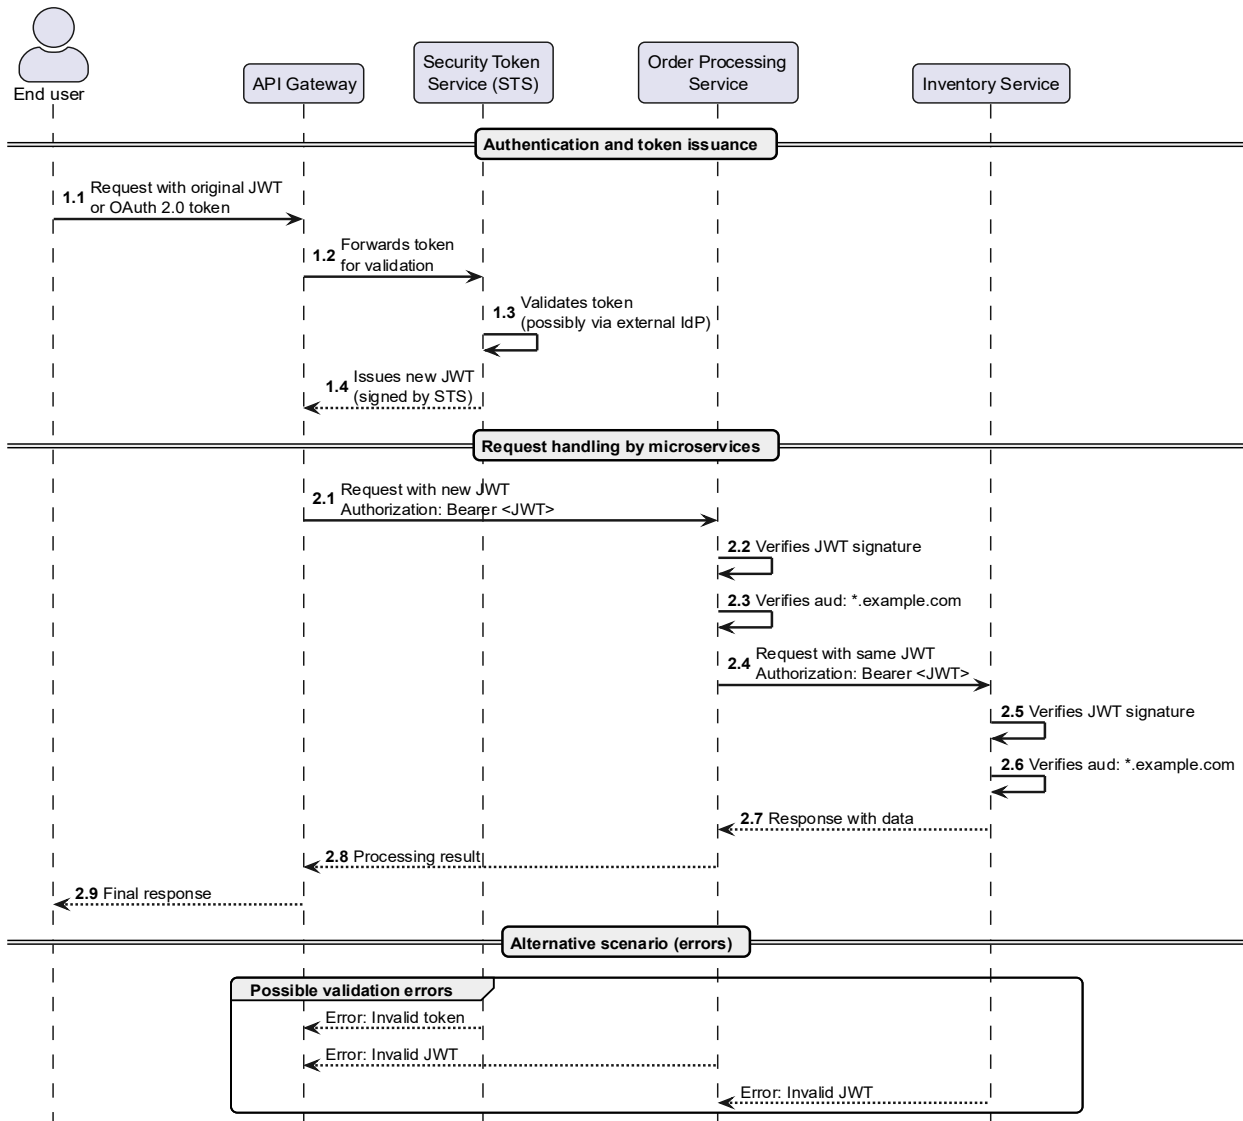 End user
API Gateway
Security Token
Service (STS)
Order Processing
Service
Inventory Service
Authentication and token issuance
1.1 Request with original JWT
or OAuth 2.0 token
1.2 Forwards token
for validation
1.3 Validates token
(possibly via external IdP)
1.4 Issues new JWT
(signed by STS)
Request handling by microservices
2.1 Request with new JWT
Authorization: Bearer <JWT>
2.2 Verifies JWT signature
2.3 Verifies aud: *.example.com
2.4 Request with same JWT
Authorization: Bearer <JWT>
2.5 Verifies JWT signature
2.6 Verifies aud: *.example.com
2.7 Response with data
2.8 Processing result
2.9 Final response
Alternative scenario (errors)
Possible validation errors
Error: Invalid token
Error: Invalid JWT
Error: Invalid JWT